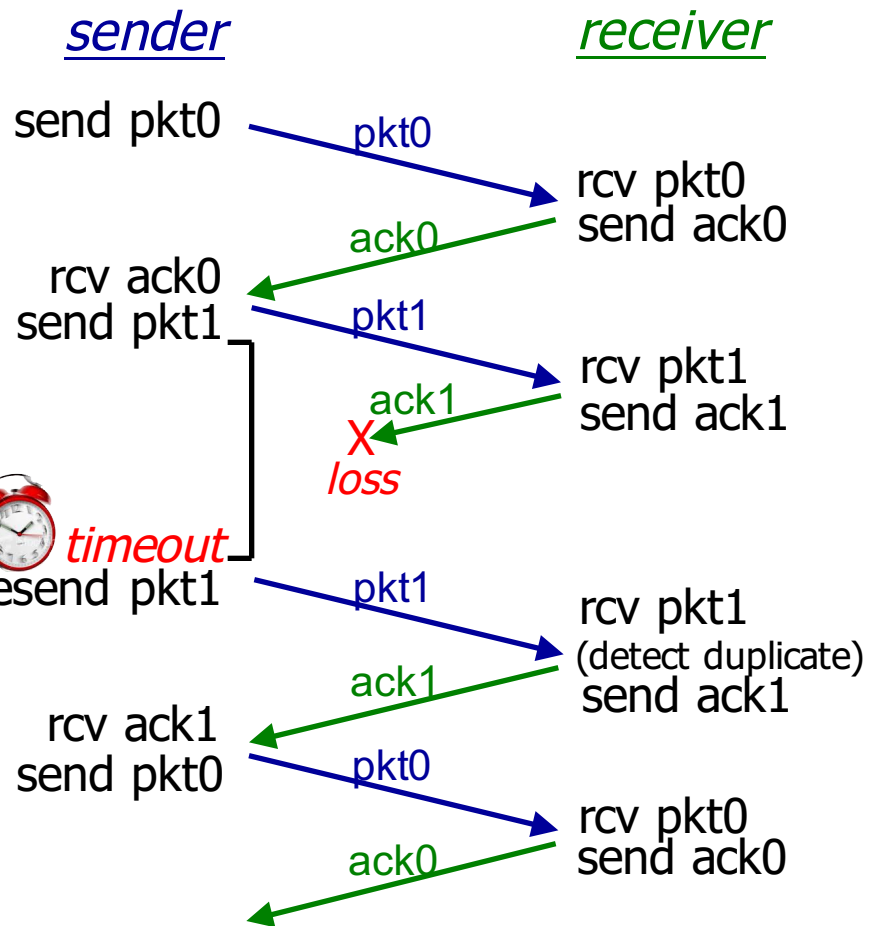 sender
receiver
send pkt0
pkt0
rcv pkt0
send ack0
ack0
rcv ack0
send pkt1
pkt1
rcv pkt1
send ack1
ack1
X
loss
timeout
esend pkt1
pkt1
rcv pkt1
(detect duplicate)
send ack1
ack1
rcv ack1
send pkt0
pkt0
rcv pkt0
send ack0
ack0